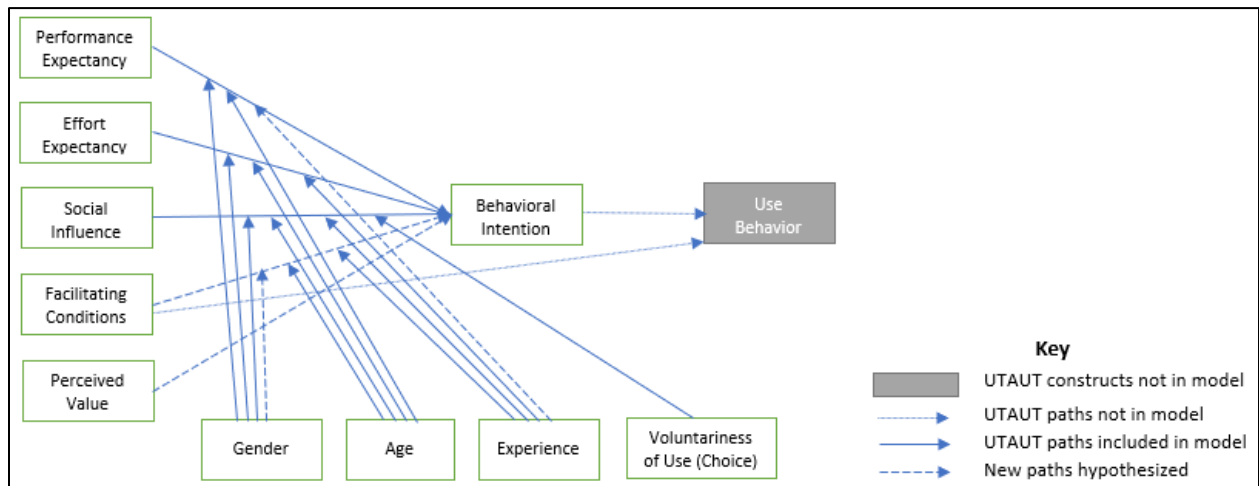 Performance
Expectancy
Effort
Expectancy
Social
Influence
Facilitating
Conditions
Perceived
Value
Behavioral
Intention
Use
Behavior
Gender
Age
Experience
Voluntariness
of Use (Choice)
Key
UTAUT constructs not in model
UTAUT paths not in model
UTAUT paths included in model
New paths hypothesized